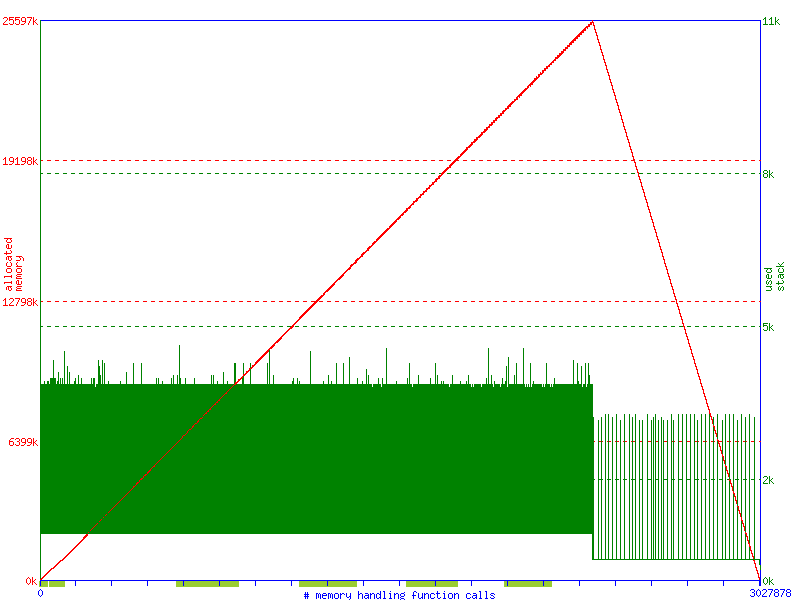 25597k
11k
19198k
8k
allocated
memory
used
stack
12798k
5k
6399k
2k
0k
0k
0
# memory handling function calls
3027878